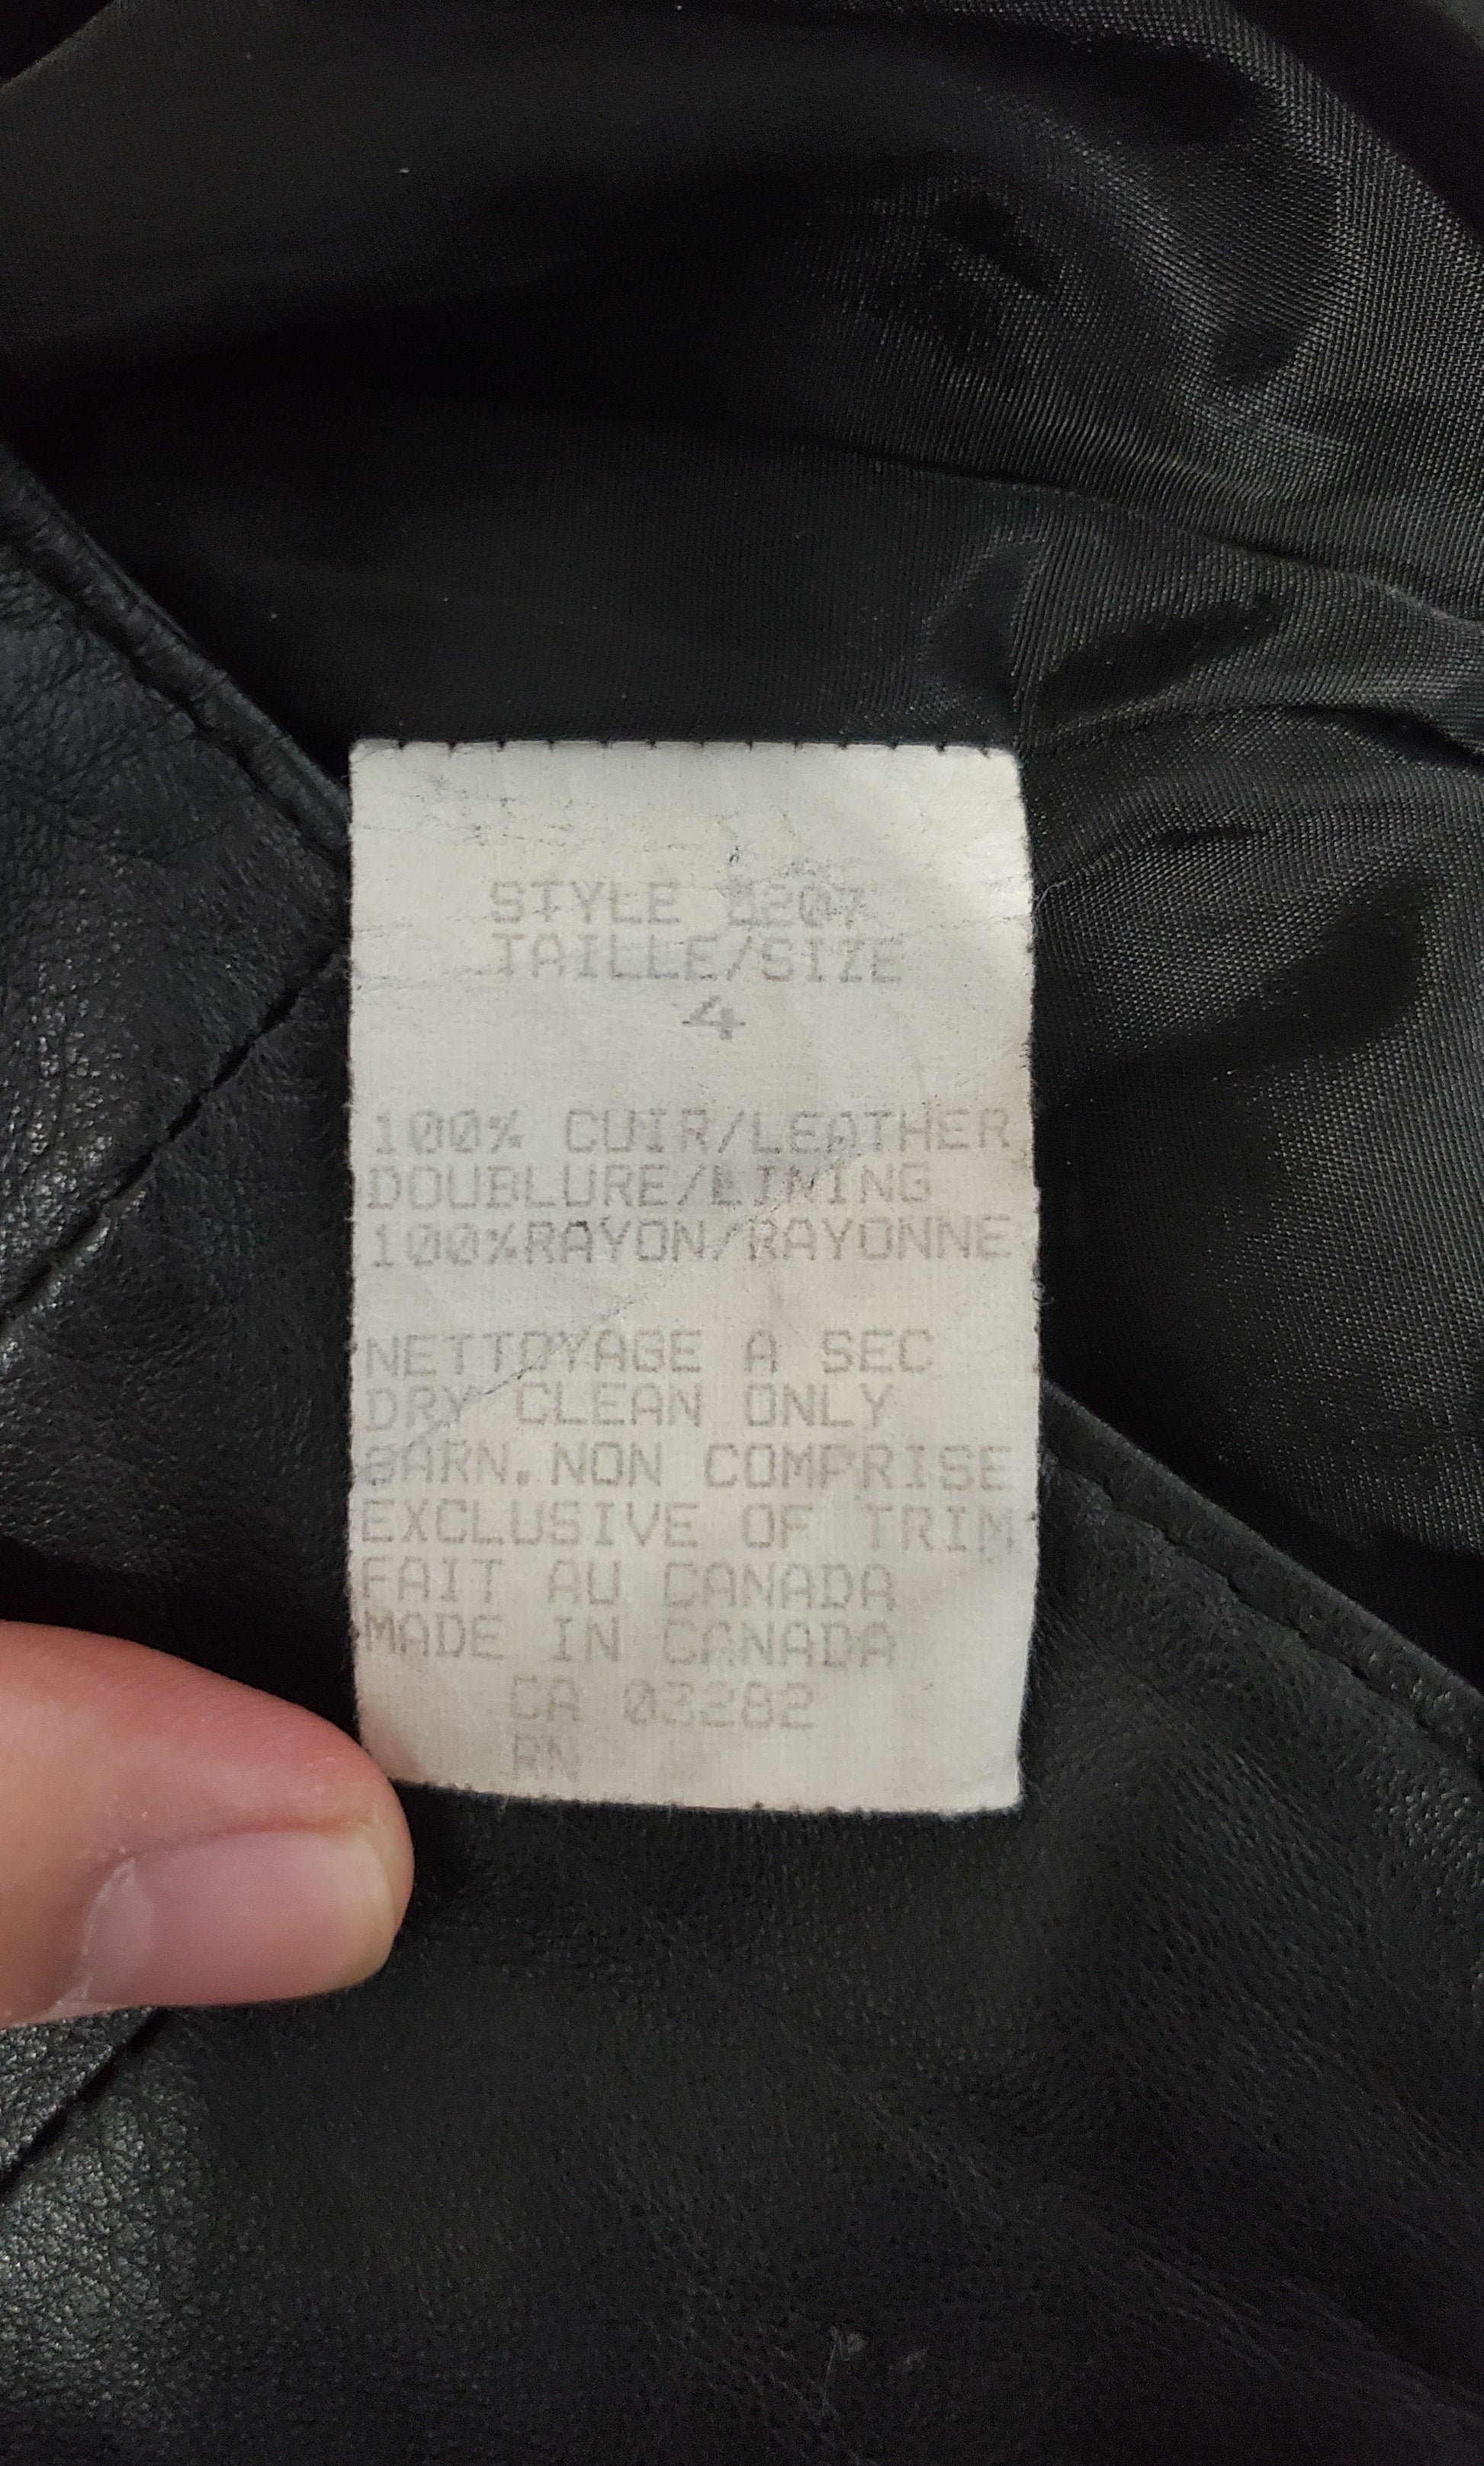 STYLE 8207
TAILLE/SIZE
4
100% CUIR/LEATHER
DOUBLURE/LINING
100%RAYON/RAYONNE
NETTOYAGE A SEC
DRY CLEAN ONLY
GARN.NON COMPRISE
EXCLUSIVE OF TRIM
FAIT AU CANADA
MADE IN CANADA
CA 03282
RN